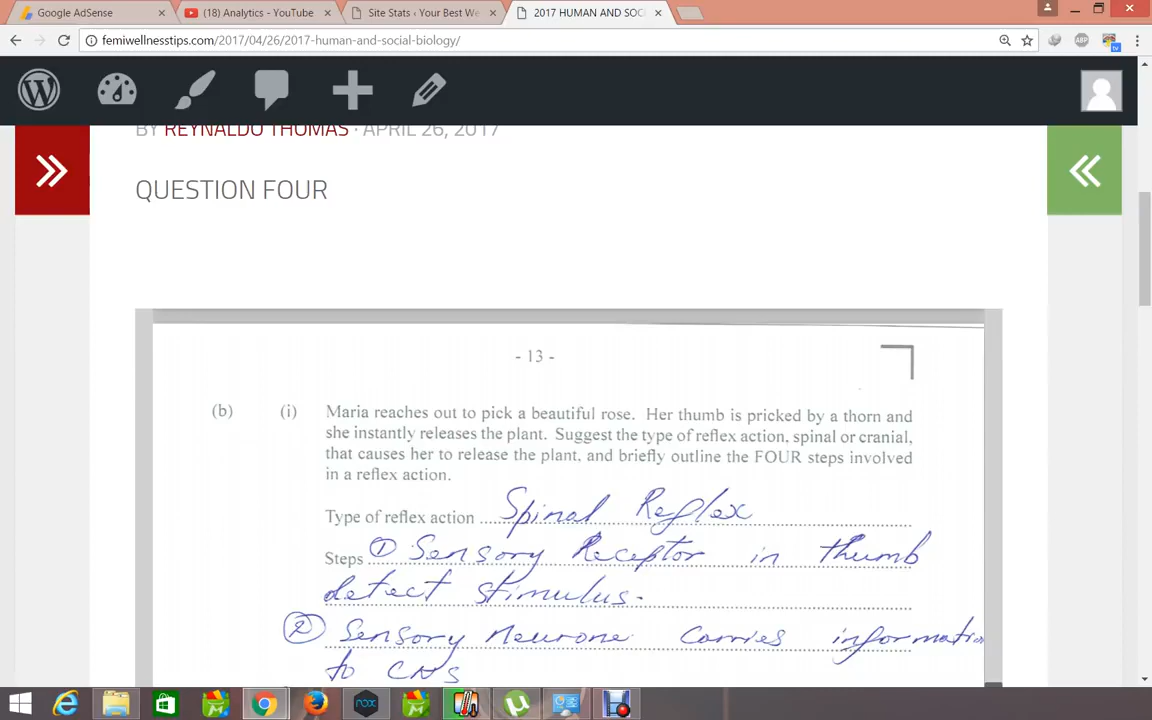 Google AdSense
(18) Analytics - YouTube
Site Stats ‹ Your Best We
2017 HUMAN AND SOC
femiwellnesstips.com/2017/04/26/2017-human-and-social-biology/
BY REYNALDO THOMAS · APRIL 26, 2017
QUESTION FOUR
- 13 -
(b) (i) Maria reaches out to pick a beautiful rose. Her thumb is pricked by a thorn and
she instantly releases the plant. Suggest the type of reflex action, spinal or cranial,
that causes her to release the plant, and briefly outline the FOUR steps involved
in a reflex action.
Type of reflex action Spinal Reflex
Steps ① Sensory Receptor in thumb
detect stimulus.
② Sensory Neurone Carries information
to CNS
ABP
tv
nox